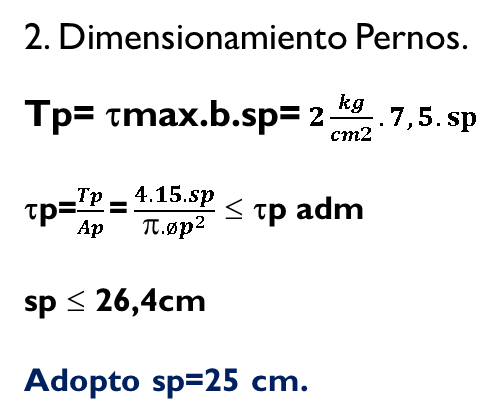 2. Dimensionamiento Pernos.
Tp= τmax.b.sp= 2 kg/cm2 .7,5.sp
τp= Tp/Ap = 4.15.sp/π.øp² ≤ τp adm
sp ≤ 26,4cm
Adopto sp=25 cm.